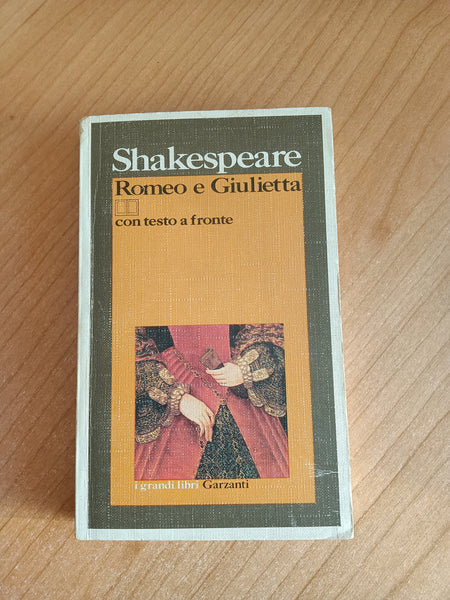 Shakespeare
Romeo e Giulietta
con testo a fronte
i grandi libri Garzanti